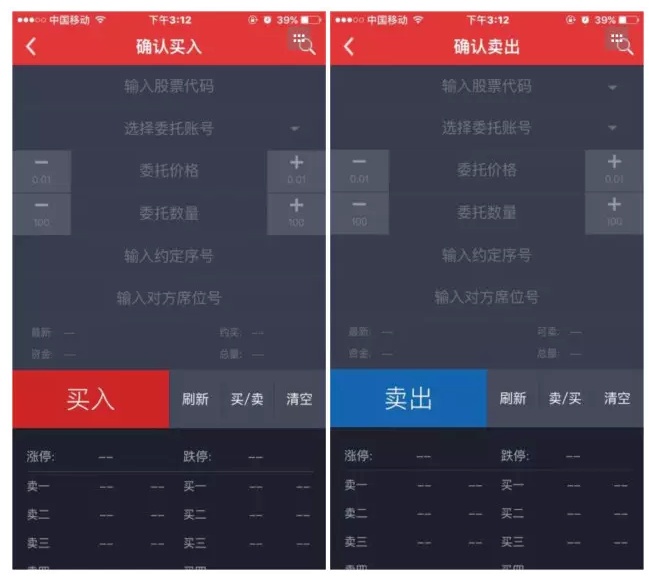 中国移动 下午3:12 39%
确认买入
输入股票代码
选择委托账号
− 委托价格 +
0.01 0.01
− 委托数量 +
100 100
输入约定序号
输入对方席位号
最新: -- 约买: --
资金: -- 总量: --
买入 刷新 买/卖 清空
涨停: -- 跌停: --
卖一 -- -- 买一 -- --
卖二 -- -- 买二 -- --
卖三 -- -- 买三 -- --
中国移动 下午3:12 39%
确认卖出
输入股票代码
选择委托账号
− 委托价格 +
0.01 0.01
− 委托数量 +
100 100
输入约定序号
输入对方席位号
最新: -- 可卖: --
资金: -- 总量: --
卖出 刷新 卖/买 清空
涨停: -- 跌停: --
卖一 -- -- 买一 -- --
卖二 -- -- 买二 -- --
卖三 -- -- 买三 -- --